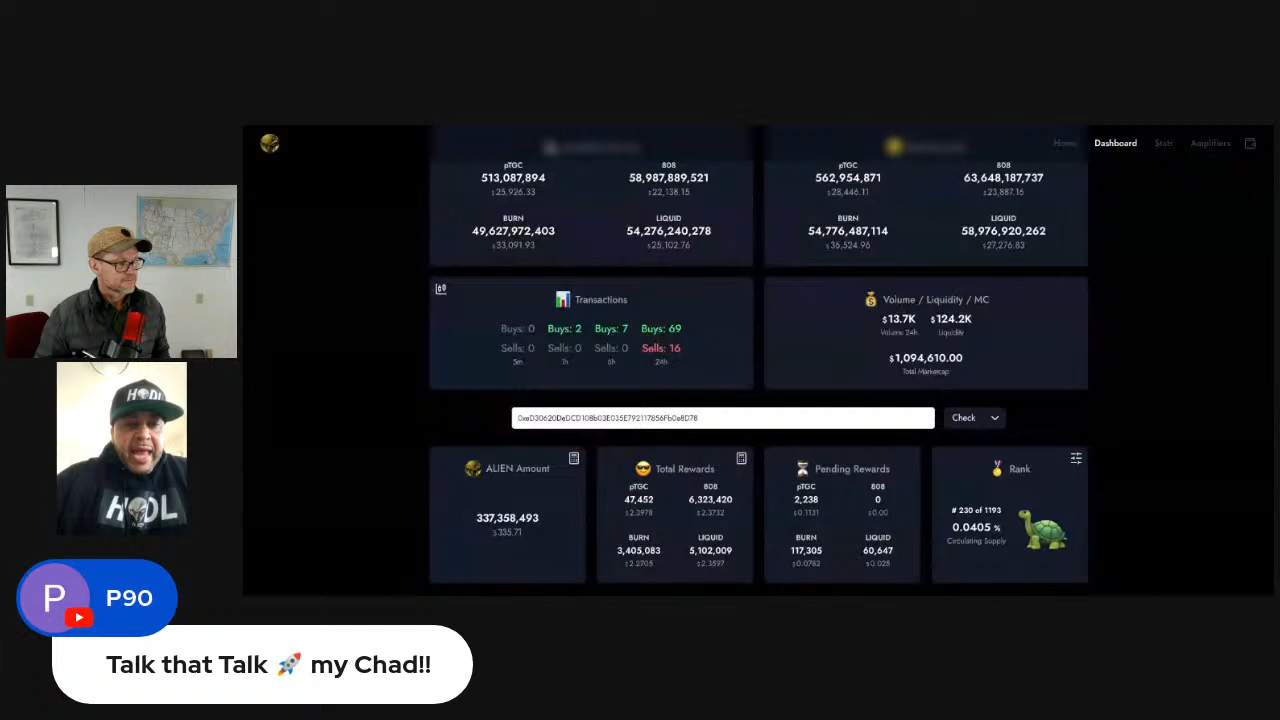 Home
Dashboard
Stats
Amplifiers
pTGC
808
513,087,894
58,987,889,521
$25,926.33
$22,138.15
BURN
LIQUID
49,627,972,403
54,276,240,278
$33,091.93
$25,102.76
pTGC
808
562,954,871
63,648,187,737
$28,446.11
$23,887.16
BURN
LIQUID
54,776,487,114
58,976,920,262
$36,524.96
$27,276.83
Transactions
Buys: 0 Buys: 2 Buys: 7 Buys: 69
Sells: 0 Sells: 0 Sells: 0 Sells: 16
5m 1h 6h 24h
Volume / Liquidity / MC
$13.7K $124.2K
Volume 24h Liquidity
$1,094,610.00
Total Markercap
Check
ALIEN Amount
337,358,493
$335.71
Total Rewards
pTGC 808
47,452 6,323,420
$2.3978 $2.3732
BURN LIQUID
3,405,083 5,102,009
$2.2705 $2.3597
Pending Rewards
pTGC 808
2,238 0
$0.1131 $0.00
BURN LIQUID
117,305 60,647
$0.0782 $0.028
Rank
# 230 of 1193
0.0405 %
Circulating Supply
HODL
HODL
P P90
Talk that Talk 🚀 my Chad!!